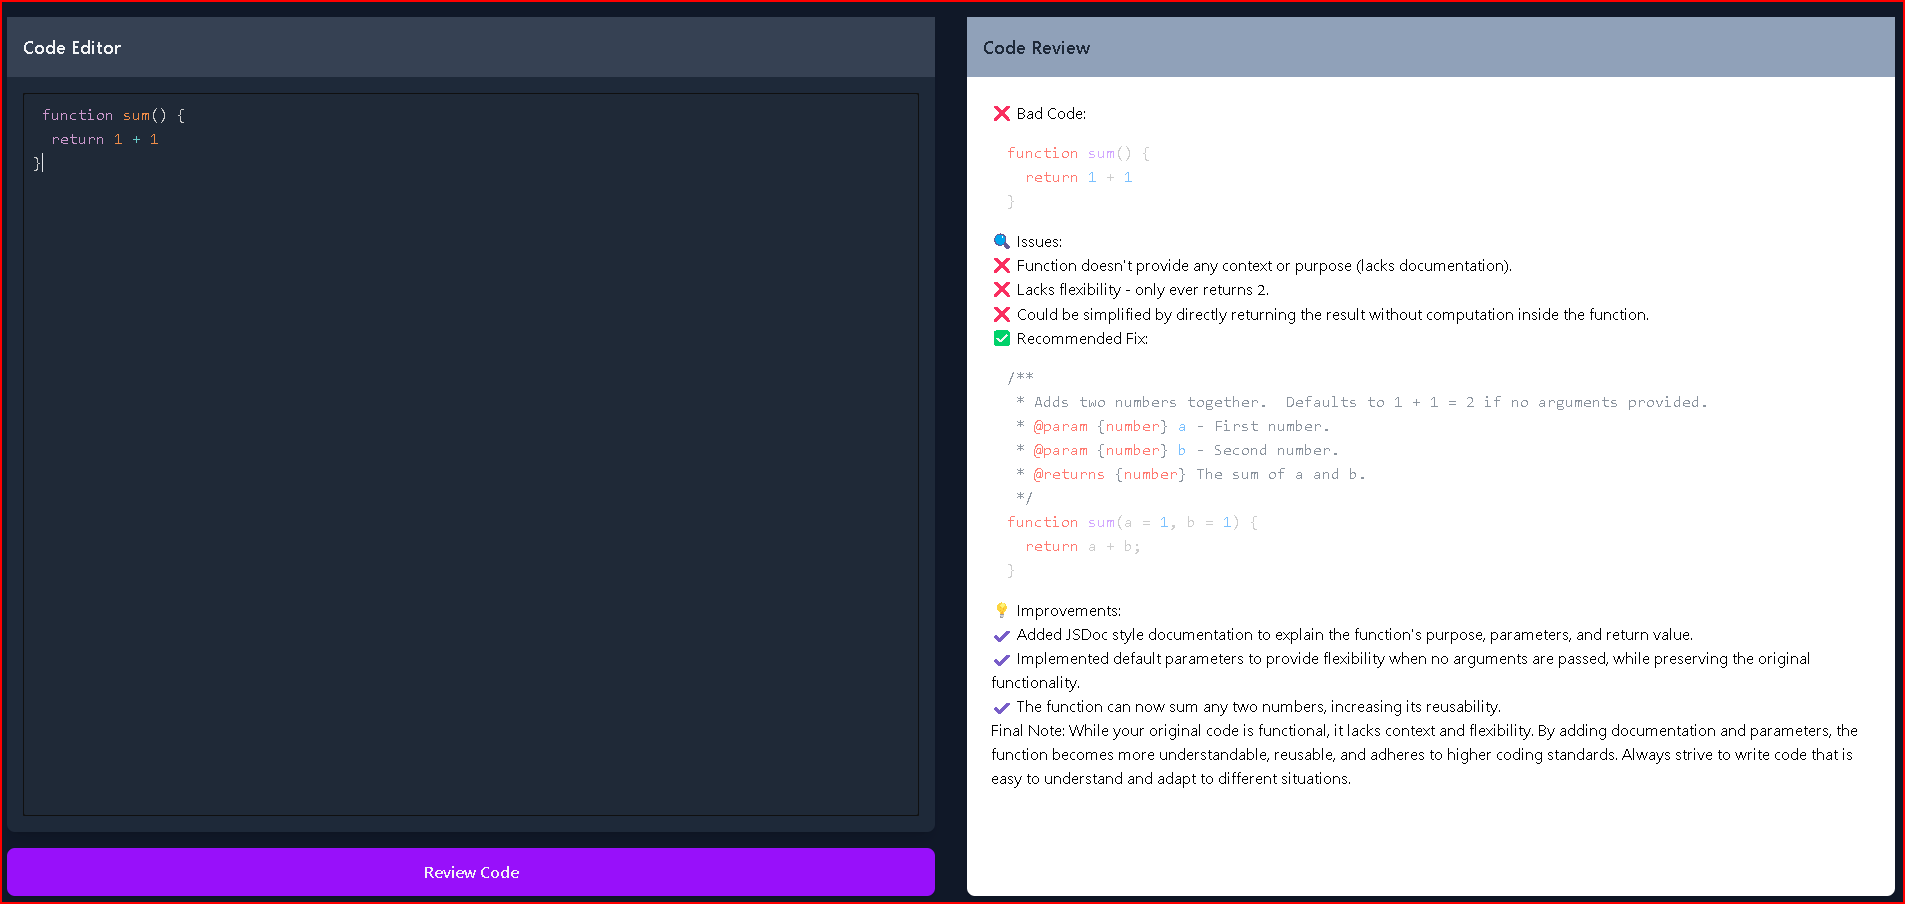 Code Editor
function sum() {
return 1 + 1
}
Review Code
Code Review
❌ Bad Code:
function sum() {
return 1 + 1
}
🔍 Issues:
❌ Function doesn't provide any context or purpose (lacks documentation).
❌ Lacks flexibility - only ever returns 2.
❌ Could be simplified by directly returning the result without computation inside the function.
✅ Recommended Fix:
/**
* Adds two numbers together.  Defaults to 1 + 1 = 2 if no arguments provided.
* @param {number} a - First number.
* @param {number} b - Second number.
* @returns {number} The sum of a and b.
*/
function sum(a = 1, b = 1) {
return a + b;
}
💡 Improvements:
✔ Added JSDoc style documentation to explain the function's purpose, parameters, and return value.
✔ Implemented default parameters to provide flexibility when no arguments are passed, while preserving the original
functionality.
✔ The function can now sum any two numbers, increasing its reusability.
Final Note: While your original code is functional, it lacks context and flexibility. By adding documentation and parameters, the
function becomes more understandable, reusable, and adheres to higher coding standards. Always strive to write code that is
easy to understand and adapt to different situations.